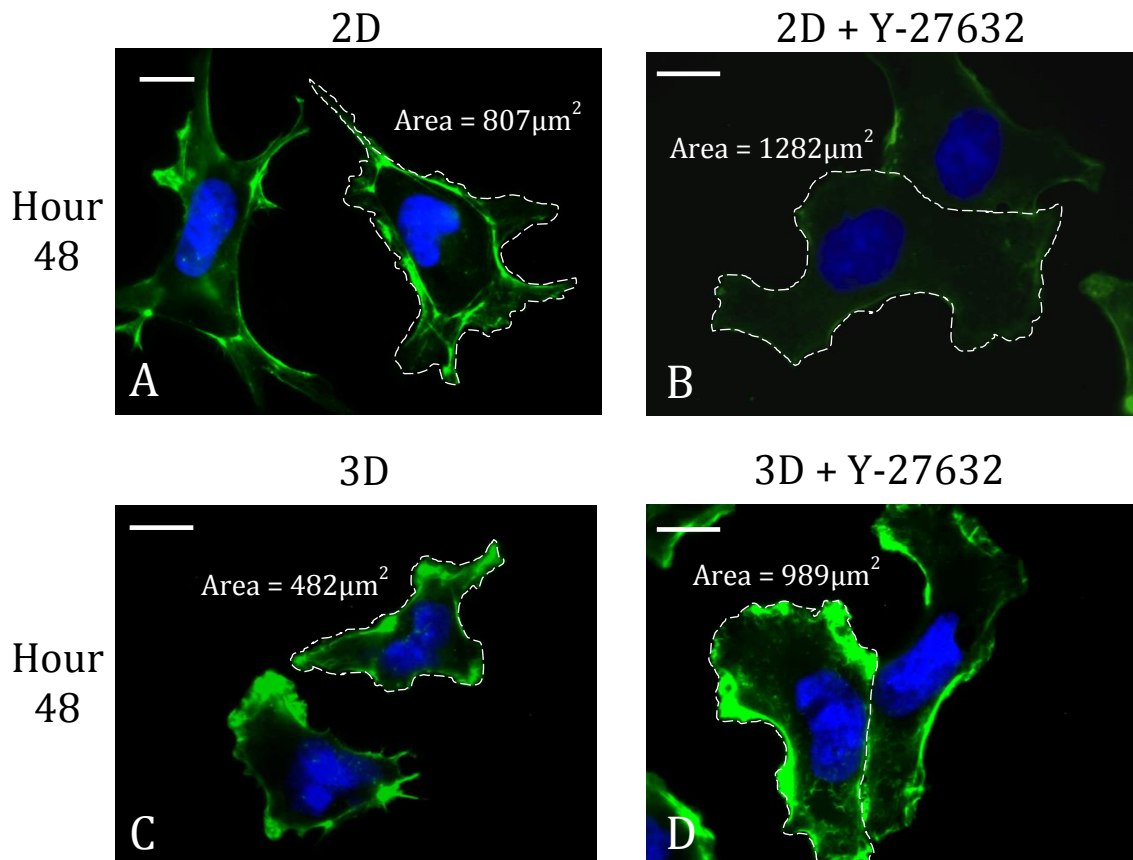 2D
2D + Y-27632
Area = 807µm²
Area = 1282µm²
Hour
48
A
B
3D
3D + Y-27632
Area = 482µm²
Area = 989µm²
Hour
48
C
D